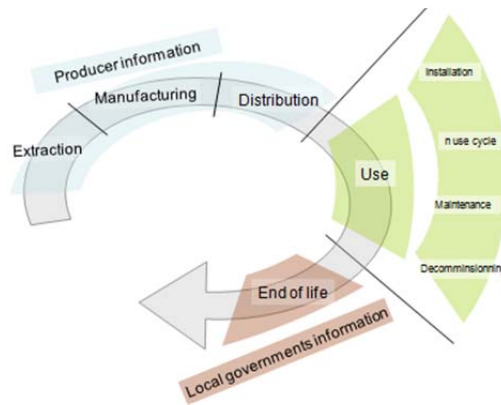 Producer information
Manufacturing
Distribution
Extraction
Use
End of life
Local governments information
Installation
n use cycle
Maintenance
Decomminsionnin